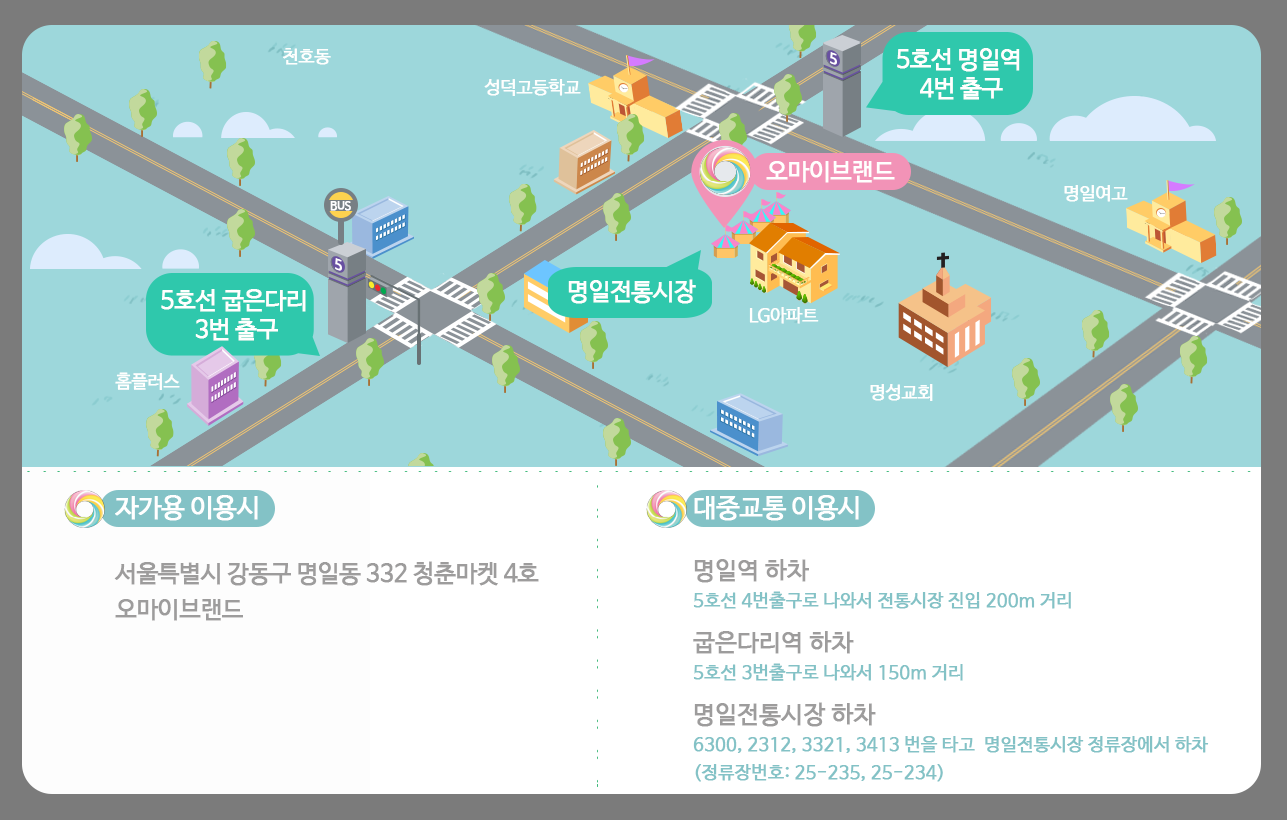 천호동
성덕고등학교
5
5호선 명일역
4번 출구
오마이브랜드
명일여고
BUS
5
5호선 굽은다리
3번 출구
명일전통시장
LG아파트
홈플러스
명성교회
자가용 이용시
서울특별시 강동구 명일동 332 청춘마켓 4호
오마이브랜드
대중교통 이용시
명일역 하차
5호선 4번출구로 나와서 전통시장 진입 200m 거리
굽은다리역 하차
5호선 3번출구로 나와서 150m 거리
명일전통시장 하차
6300, 2312, 3321, 3413 번을 타고 명일전통시장 정류장에서 하차
(정류장번호: 25-235, 25-234)